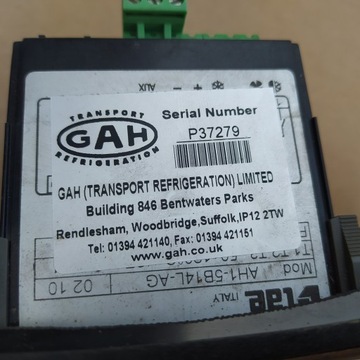 AUX - +
TRANSPORT
GAH
REFRIGERATION
Serial Number
P37279
GAH (TRANSPORT REFRIGERATION) LIMITED
Building 846 Bentwaters Parks
Rendlesham, Woodbridge,Suffolk,IP12 2TW
Tel: 01394 421140, Fax: 01394 421151
www.gah.co.uk
Mod AH1-5B14L-AG 02 10
ITALY